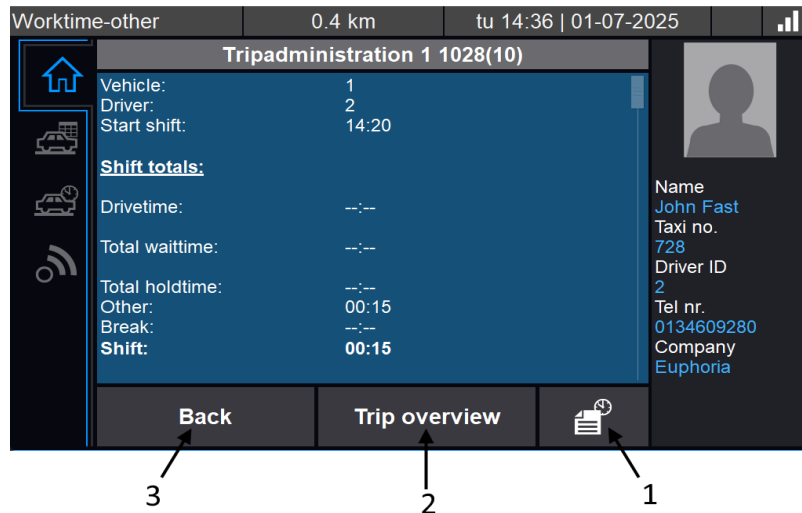 Worktime-other 0.4 km tu 14:36 | 01-07-2025
Tripadministration 1 1028(10)
Vehicle: 1
Driver: 2
Start shift: 14:20
Shift totals:
Drivetime: --:--
Total waittime: --:--
Total holdtime: --:--
Other: 00:15
Break: --:--
Shift: 00:15
Name
John Fast
Taxi no.
728
Driver ID
2
Tel nr.
0134609280
Company
Euphoria
Back Trip overview
3 2 1